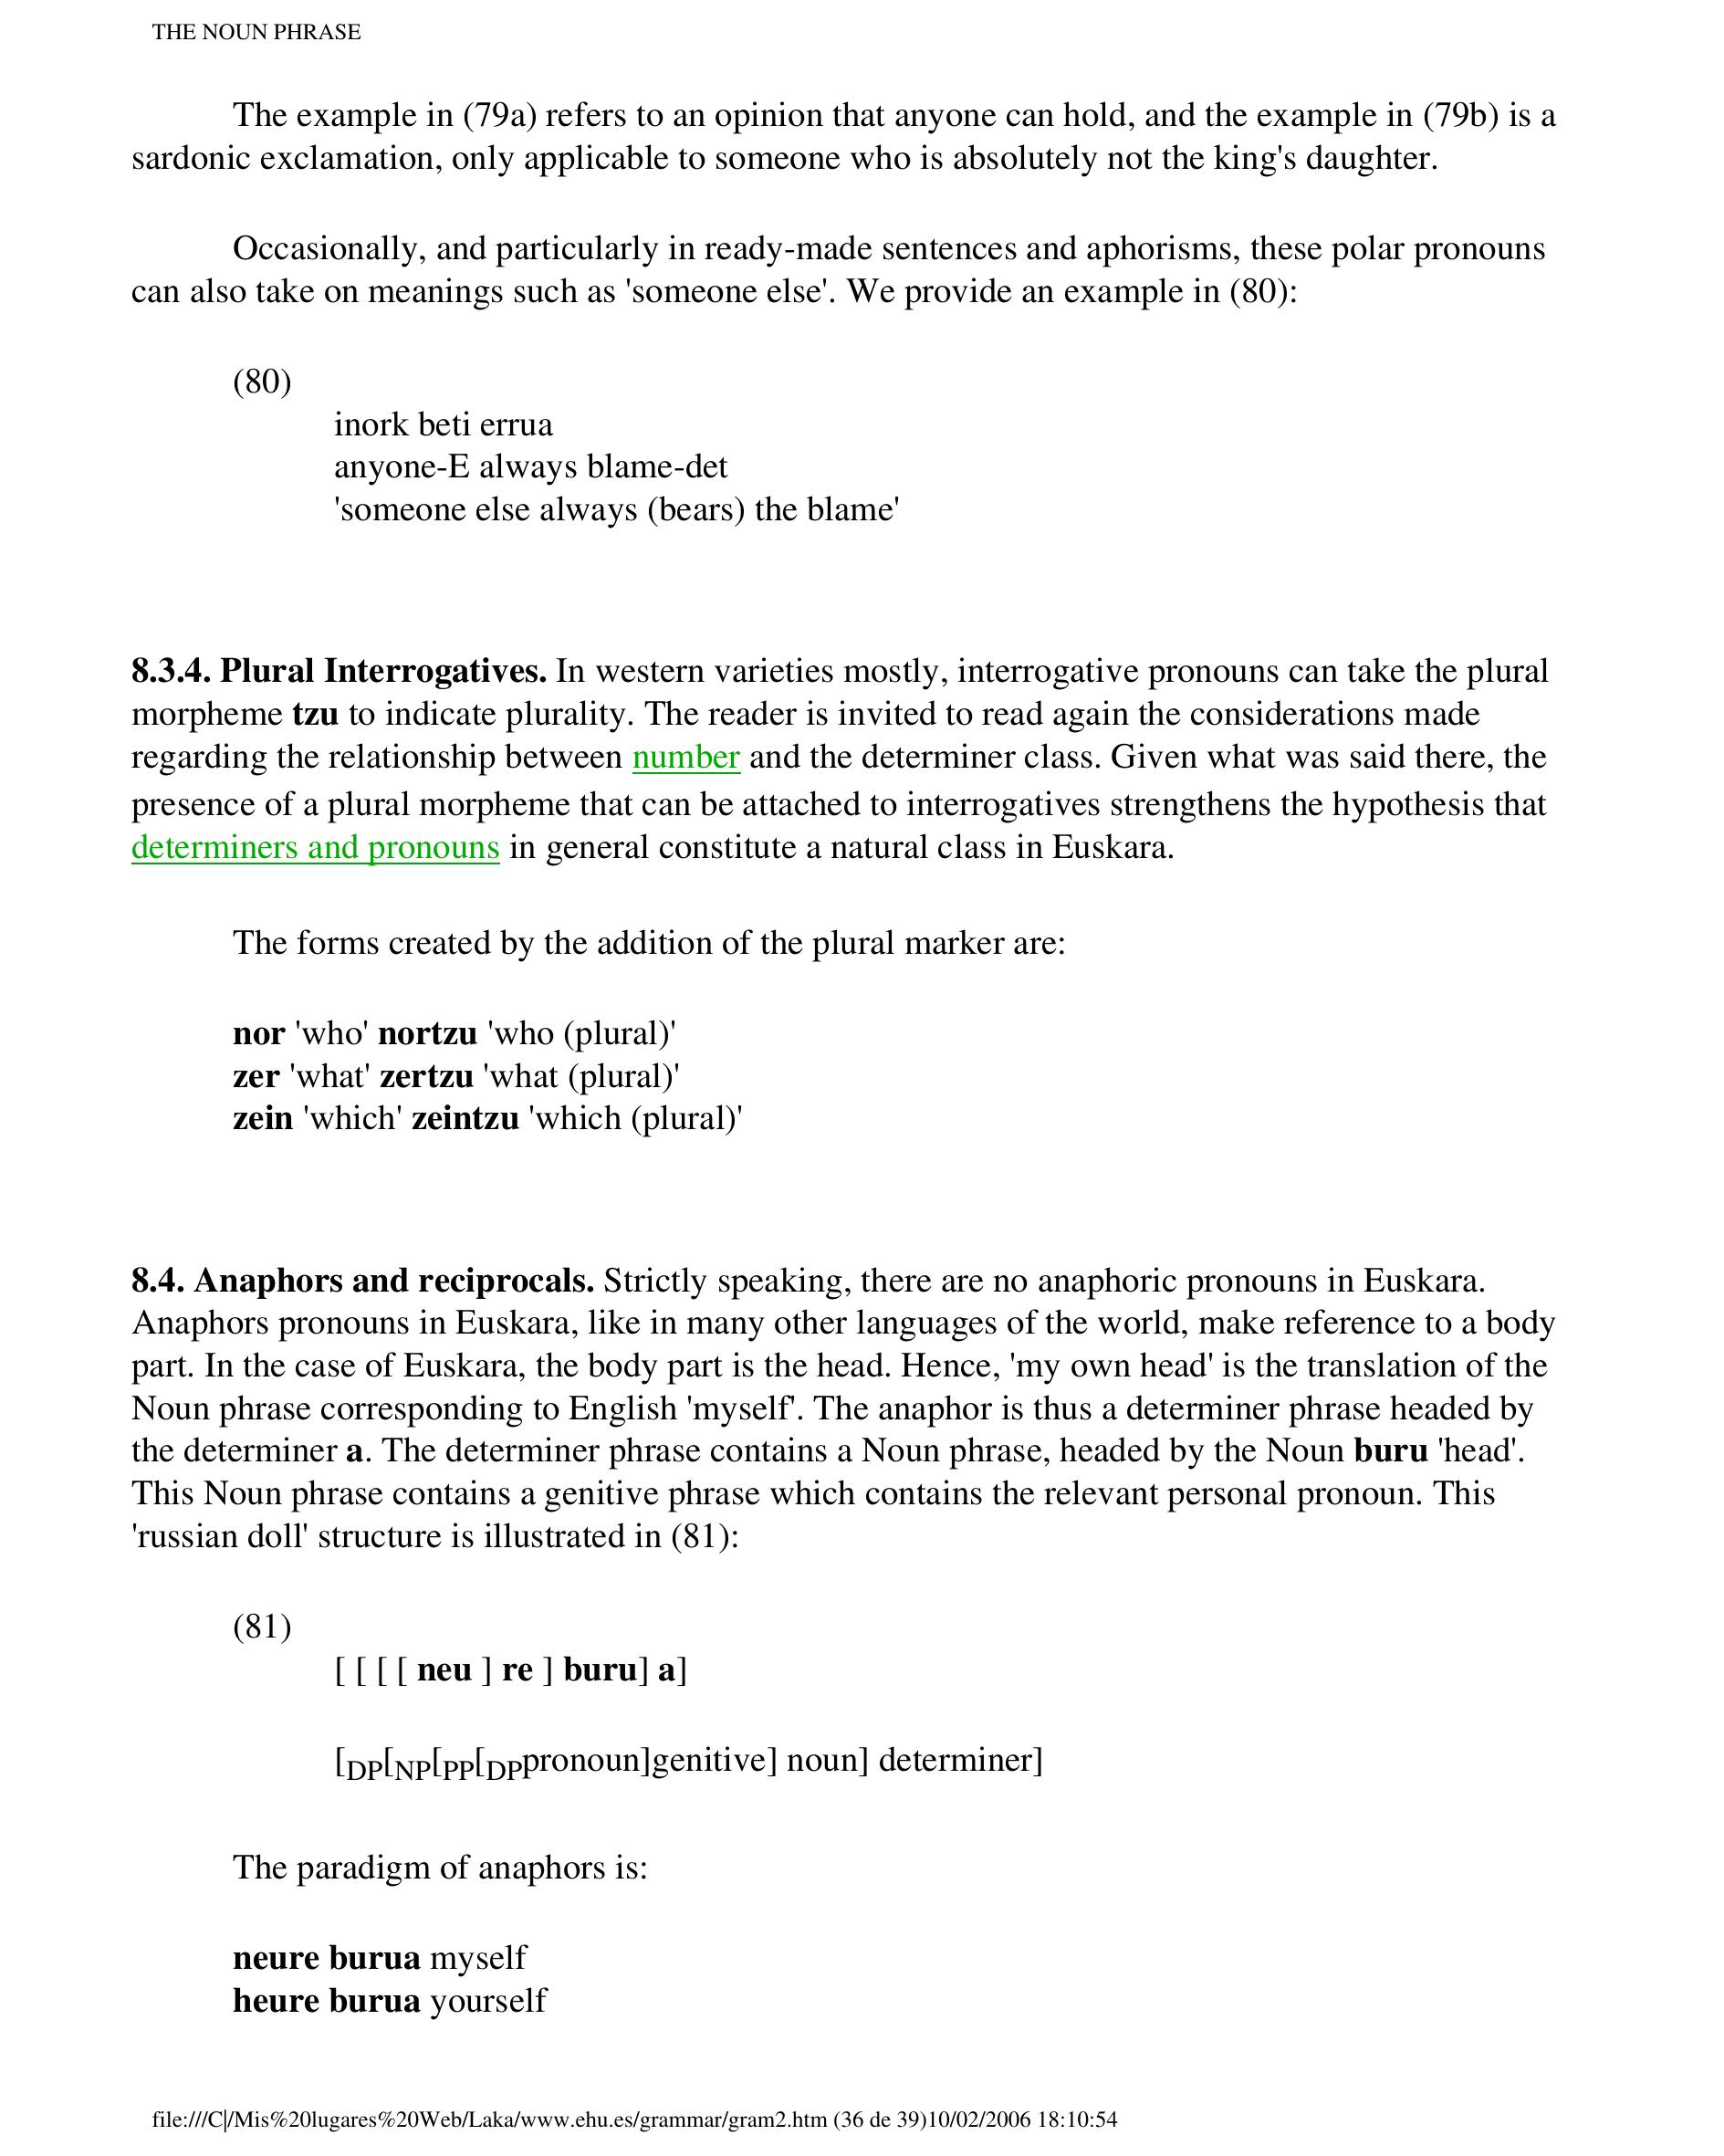 THE NOUN PHRASE
The example in (79a) refers to an opinion that anyone can hold, and the example in (79b) is a
sardonic exclamation, only applicable to someone who is absolutely not the king's daughter.
Occasionally, and particularly in ready-made sentences and aphorisms, these polar pronouns
can also take on meanings such as 'someone else'. We provide an example in (80):
(80)
inork beti errua
anyone-E always blame-det
'someone else always (bears) the blame'
8.3.4. Plural Interrogatives. In western varieties mostly, interrogative pronouns can take the plural
morpheme tzu to indicate plurality. The reader is invited to read again the considerations made
regarding the relationship between number and the determiner class. Given what was said there, the
presence of a plural morpheme that can be attached to interrogatives strengthens the hypothesis that
determiners and pronouns in general constitute a natural class in Euskara.
The forms created by the addition of the plural marker are:
nor 'who' nortzu 'who (plural)'
zer 'what' zertzu 'what (plural)'
zein 'which' zeintzu 'which (plural)'
8.4. Anaphors and reciprocals. Strictly speaking, there are no anaphoric pronouns in Euskara.
Anaphors pronouns in Euskara, like in many other languages of the world, make reference to a body
part. In the case of Euskara, the body part is the head. Hence, 'my own head' is the translation of the
Noun phrase corresponding to English 'myself'. The anaphor is thus a determiner phrase headed by
the determiner a. The determiner phrase contains a Noun phrase, headed by the Noun buru 'head'.
This Noun phrase contains a genitive phrase which contains the relevant personal pronoun. This
'russian doll' structure is illustrated in (81):
(81)
[ [ [ [ neu ] re ] buru] a]
[DP[NP[PP[DPpronoun]genitive] noun] determiner]
The paradigm of anaphors is:
neure burua myself
heure burua yourself
file:///C|/Mis%20lugares%20Web/Laka/www.ehu.es/grammar/gram2.htm (36 de 39)10/02/2006 18:10:54